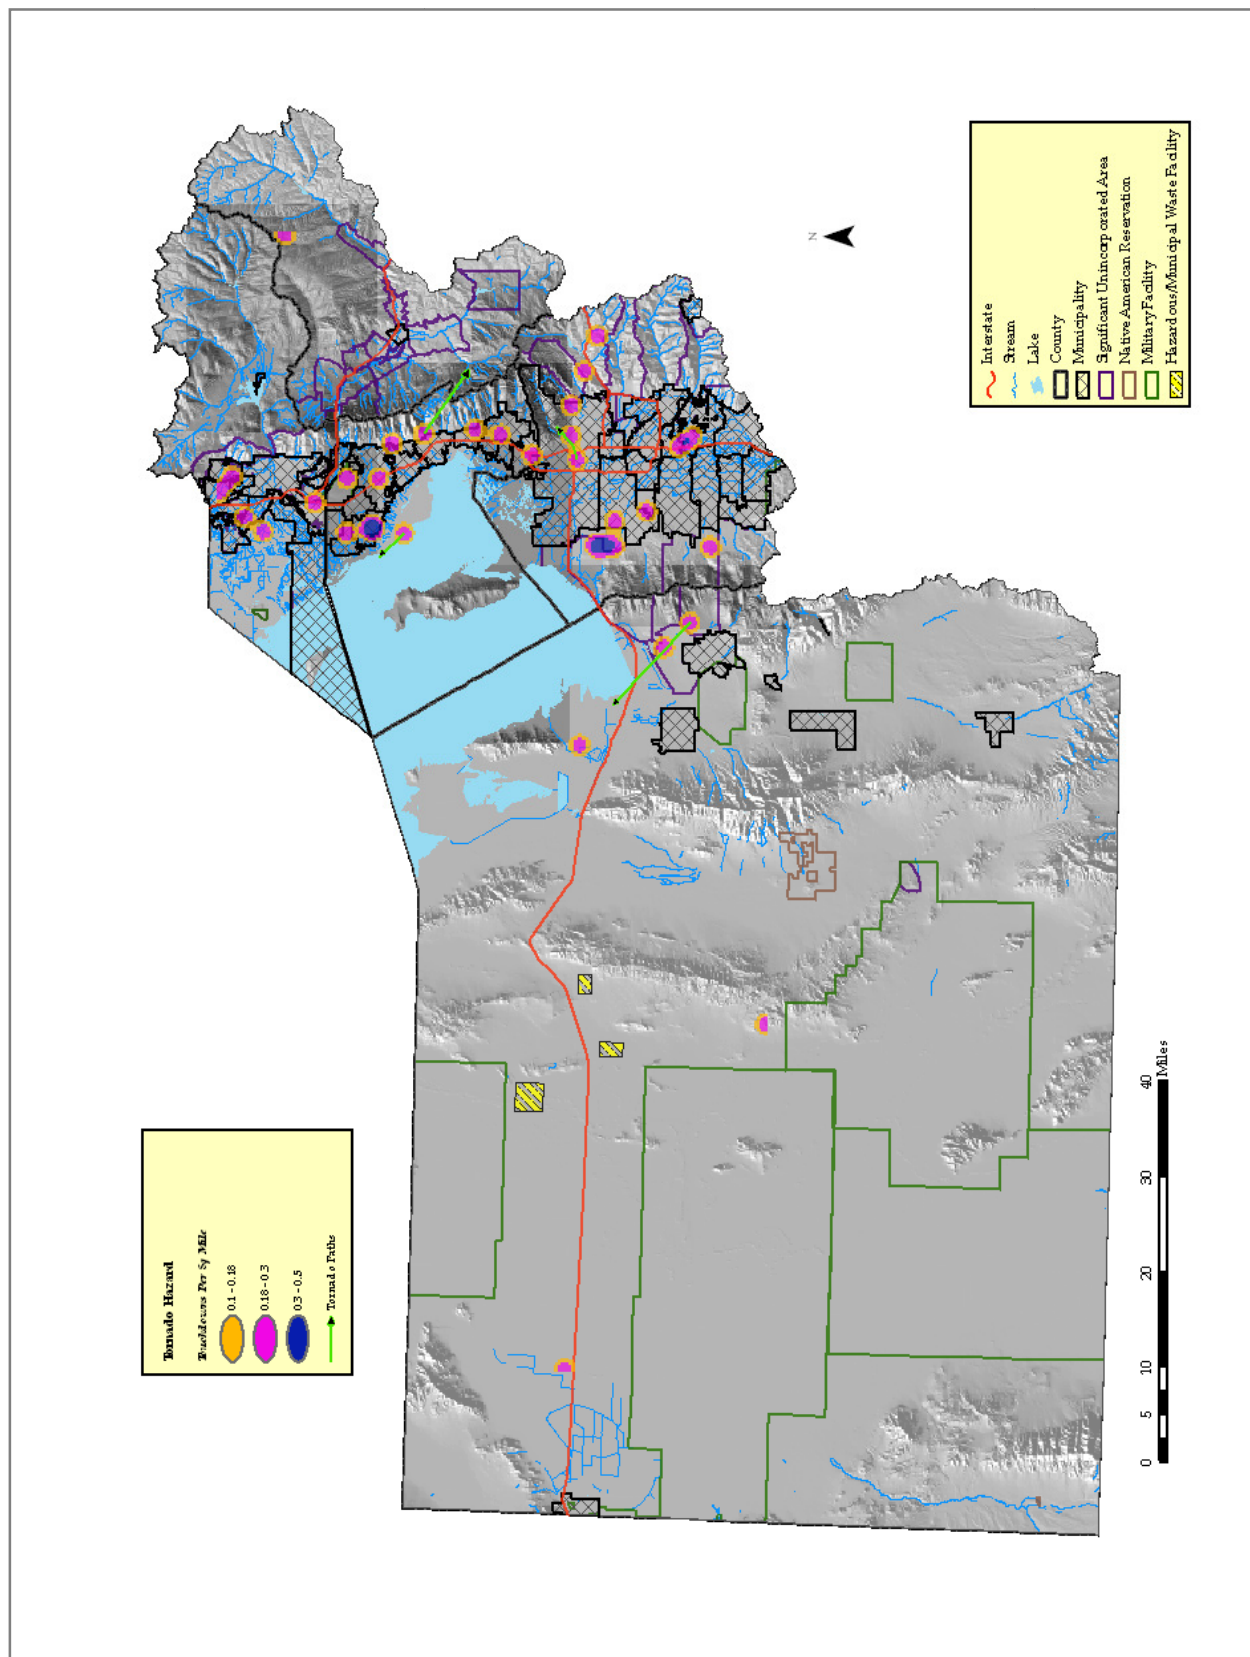 Tornado Hazard
Touchdowns Per Sq Mile
0.1 - 0.18
0.18 - 0.3
0.3 - 0.5
Tornado Paths
N
Interstate
Stream
Lake
County
Municipality
Significant Unincorporated Area
Native American Reservation
Military Facility
Hazardous/Municipal Waste Facility
0 5 10 20 30 40
Miles